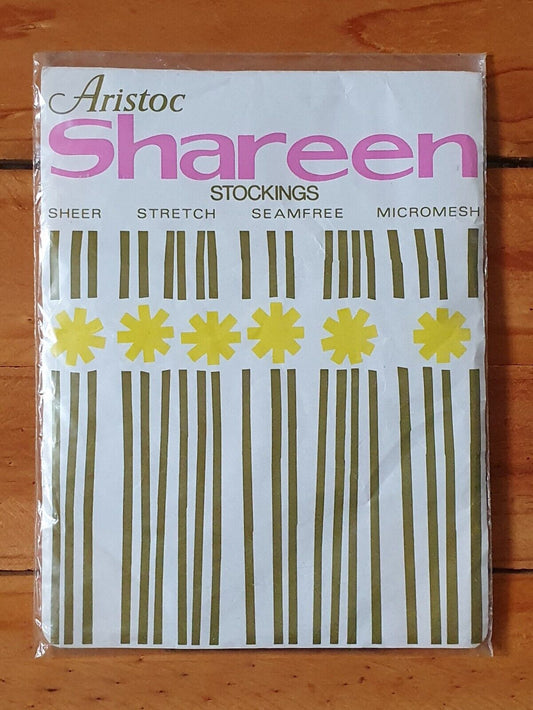 Aristoc
Shareen
STOCKINGS
SHEER STRETCH SEAMFREE MICROMESH